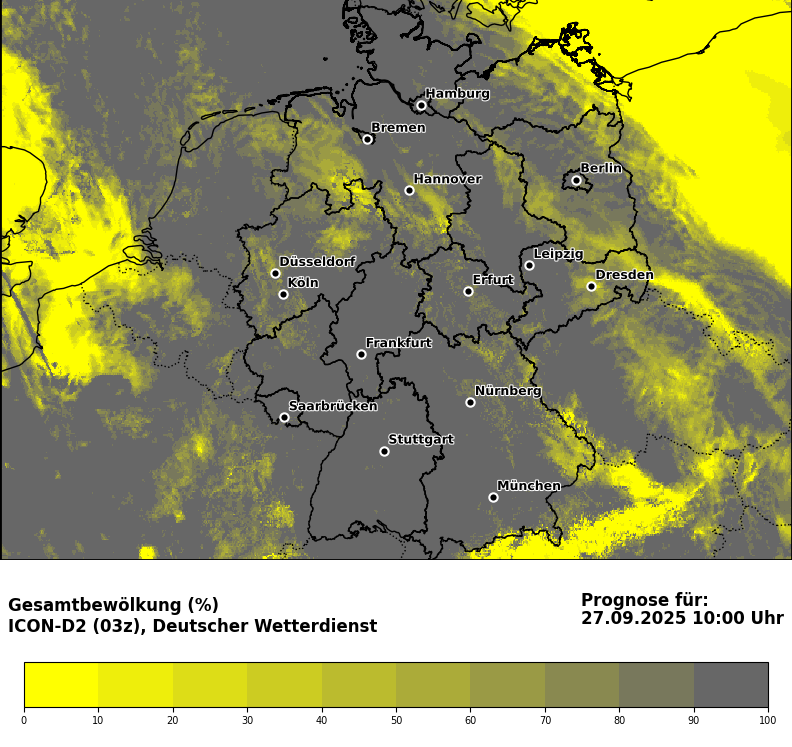 Hamburg
Bremen
Berlin
Hannover
Leipzig
Düsseldorf
Dresden
Köln
Erfurt
Frankfurt
Nürnberg
Saarbrücken
Stuttgart
München
Gesamtbewölkung (%)
ICON-D2 (03z), Deutscher Wetterdienst
Prognose für:
27.09.2025 10:00 Uhr
0 10 20 30 40 50 60 70 80 90 100